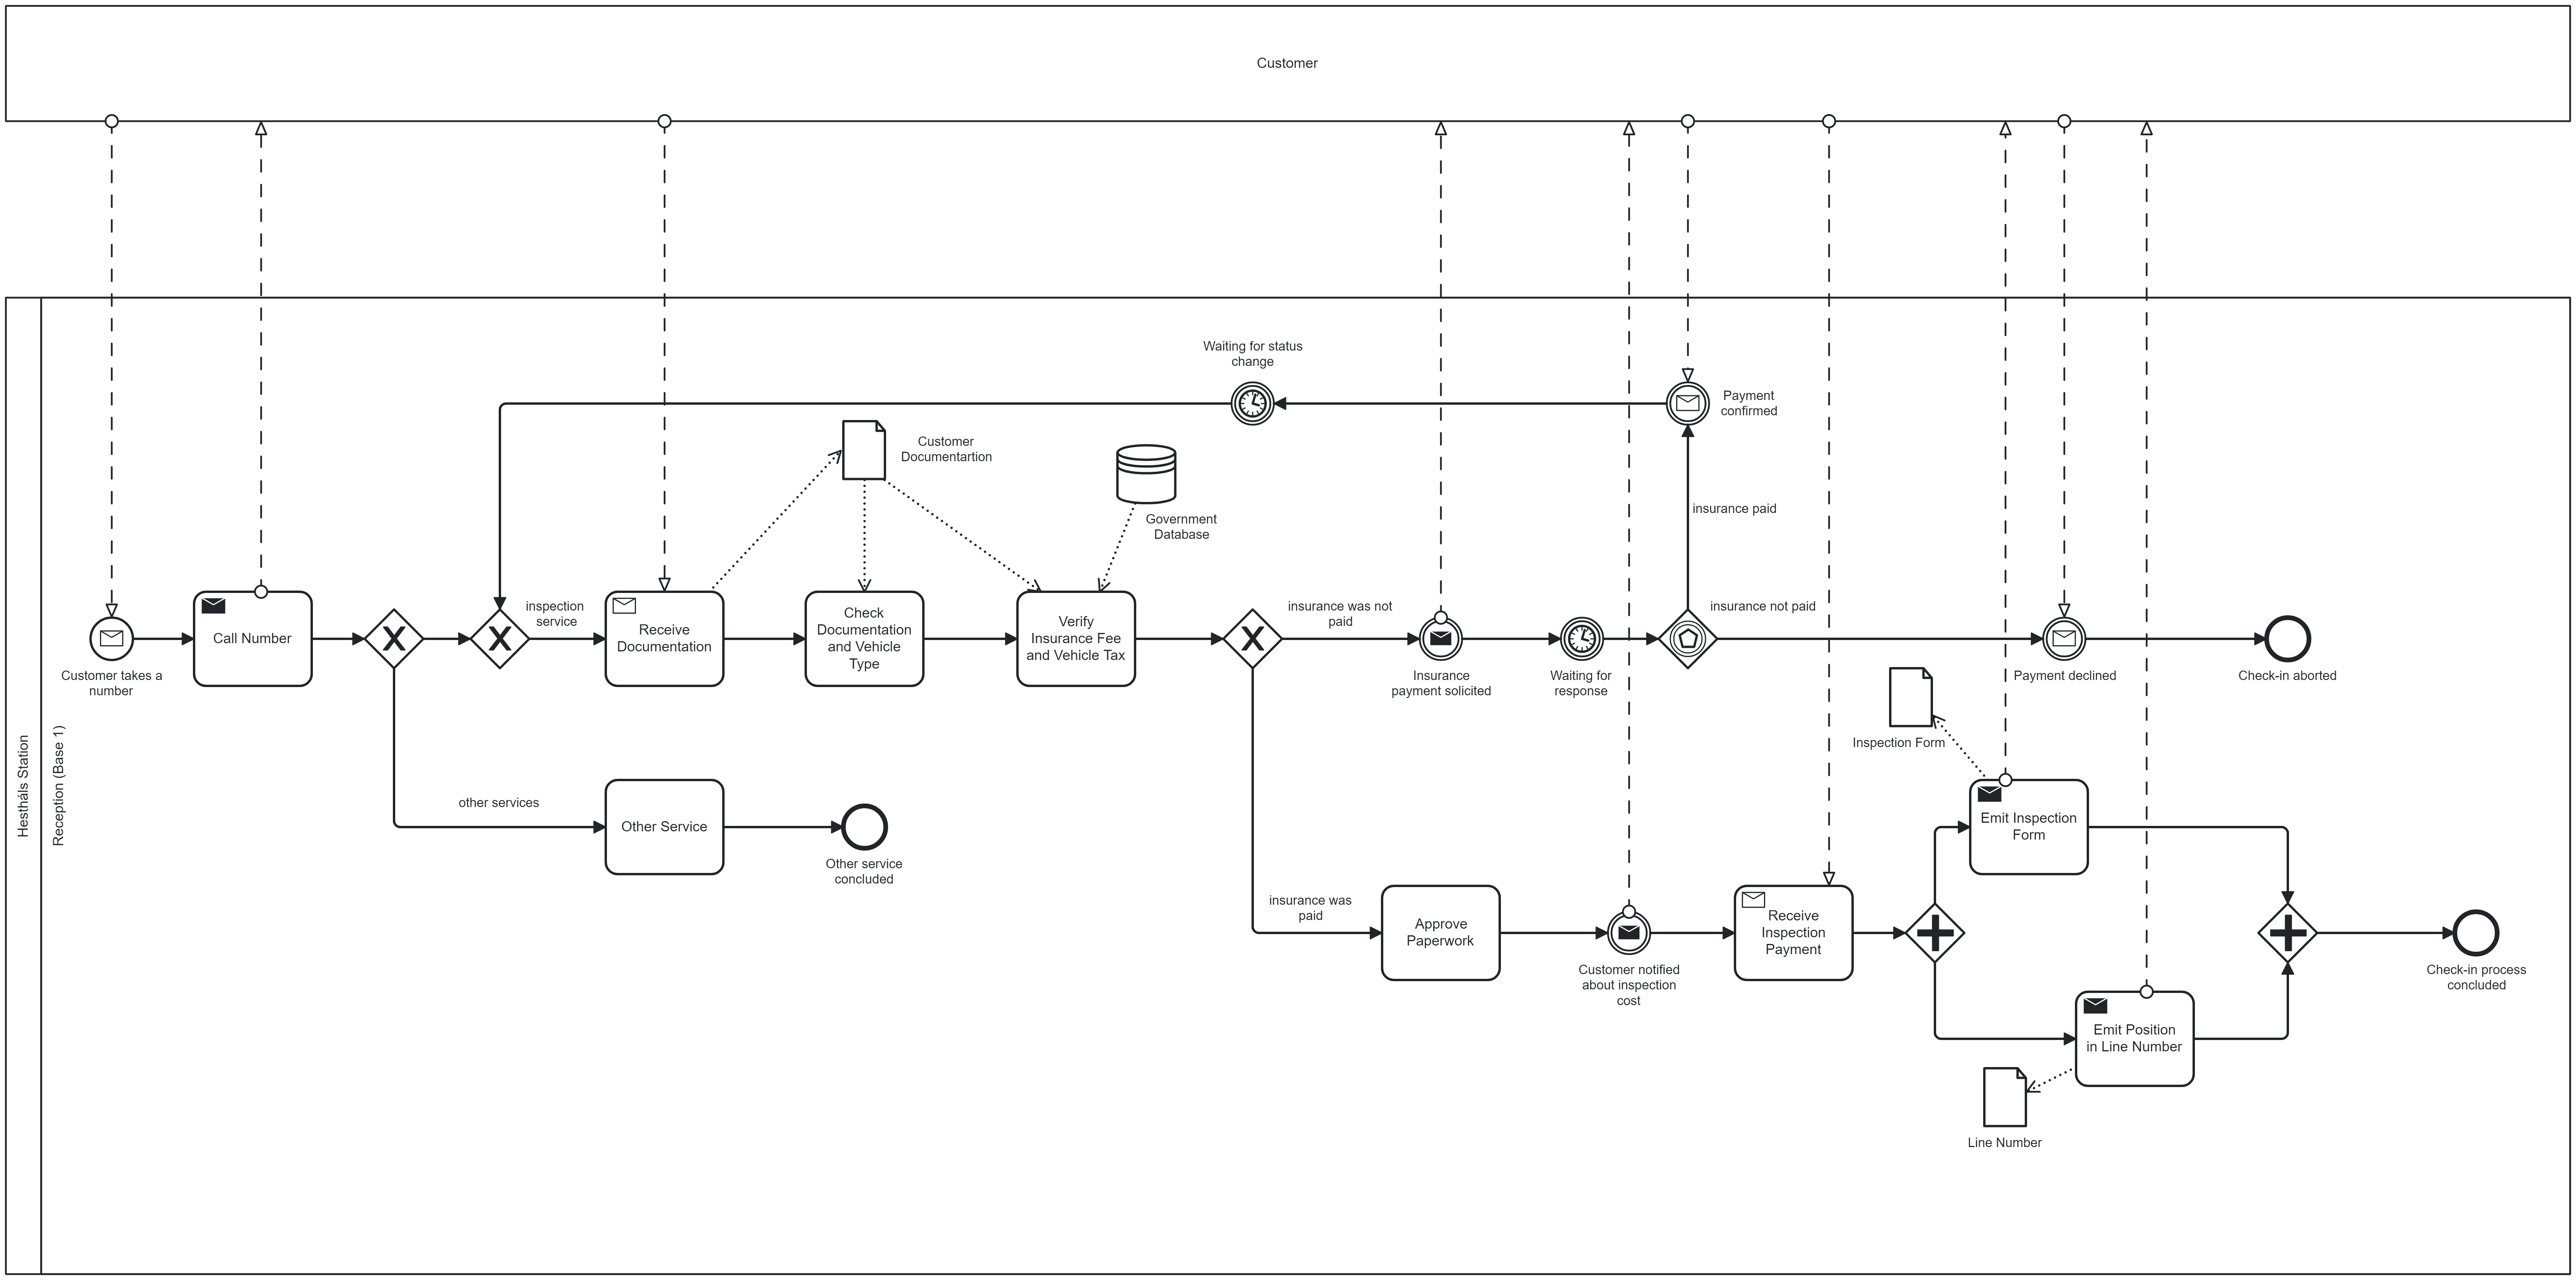 Customer
Hestháls Station
Reception (Base 1)
Waiting for status
change
Payment
confirmed
Customer
Documentartion
Government
Database
insurance paid
Customer takes a
number
Call Number
inspection
service
Receive
Documentation
Check
Documentation
and Vehicle
Type
Verify
Insurance Fee
and Vehicle Tax
insurance was not
paid
Insurance
payment solicited
Waiting for
response
insurance not paid
Payment declined
Check-in aborted
Inspection Form
other services
Other Service
Other service
concluded
insurance was
paid
Approve
Paperwork
Customer notified
about inspection
cost
Receive
Inspection
Payment
Emit Inspection
Form
Emit Position
in Line Number
Line Number
Check-in process
concluded